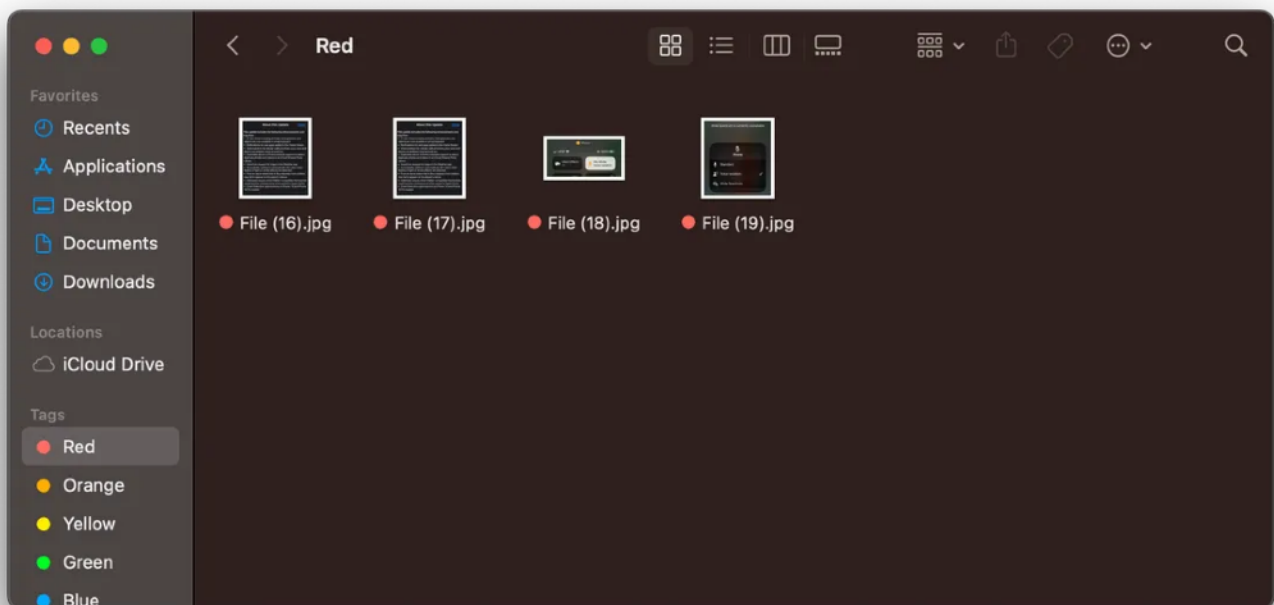 Red
Favorites
Recents
Applications
Desktop
Documents
Downloads
Locations
iCloud Drive
Tags
Red
Orange
Yellow
Green
Blue
File (16).jpg
File (17).jpg
File (18).jpg
File (19).jpg